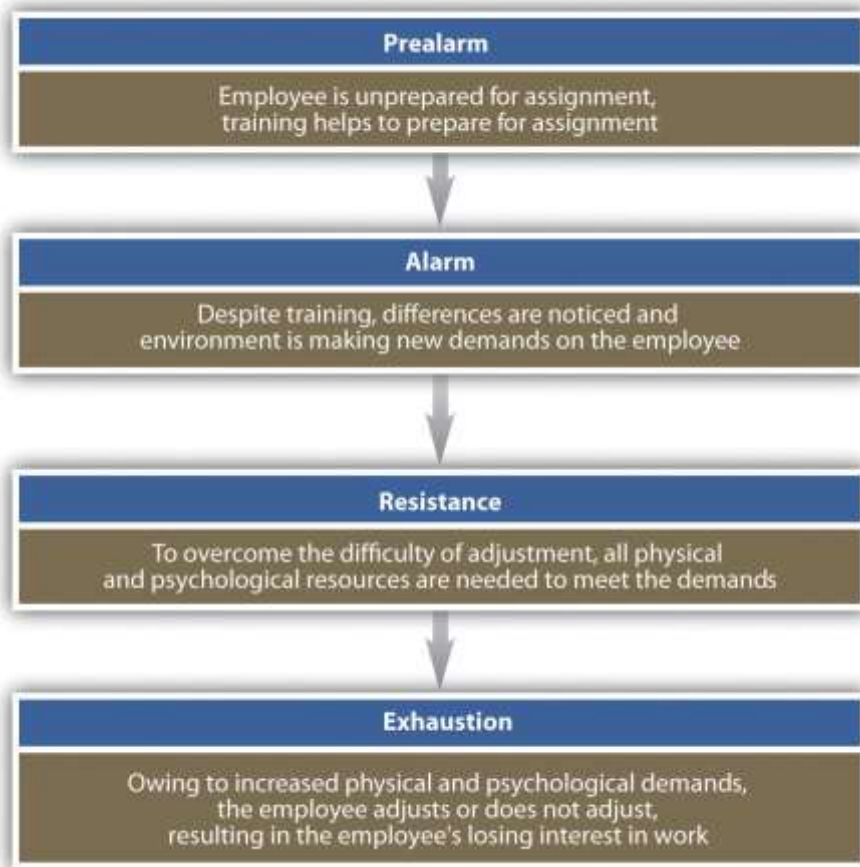 Prealarm
Employee is unprepared for assignment,
training helps to prepare for assignment
Alarm
Despite training, differences are noticed and
environment is making new demands on the employee
Resistance
To overcome the difficulty of adjustment, all physical
and psychological resources are needed to meet the demands
Exhaustion
Owing to increased physical and psychological demands,
the employee adjusts or does not adjust,
resulting in the employee's losing interest in work